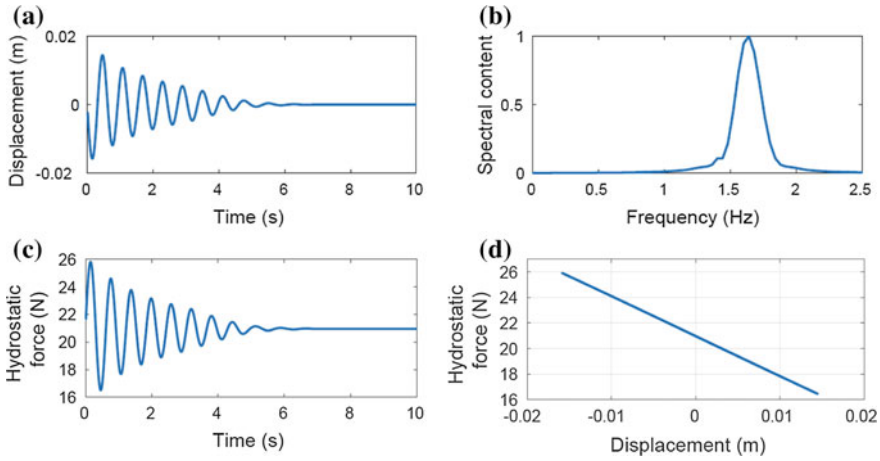 (a)
0.02
0
-0.02
Displacement (m)
0 2 4 6 8 10
Time (s)
(b)
1
0.5
0
Spectral content
0 0.5 1 1.5 2 2.5
Frequency (Hz)
(c)
26
24
22
20
18
16
Hydrostatic
force (N)
0 2 4 6 8 10
Time (s)
(d)
26
24
22
20
18
16
Hydrostatic
force (N)
-0.02 -0.01 0 0.01 0.02
Displacement (m)